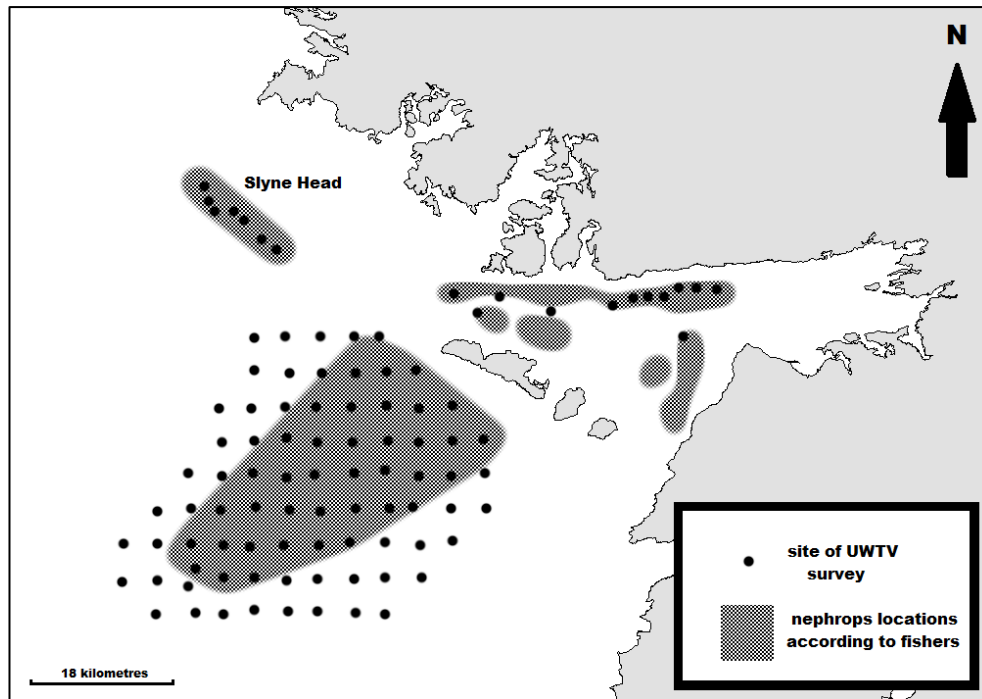 N
Slyne Head
site of UWTV
survey
nephrops locations
according to fishers
18 kilometres